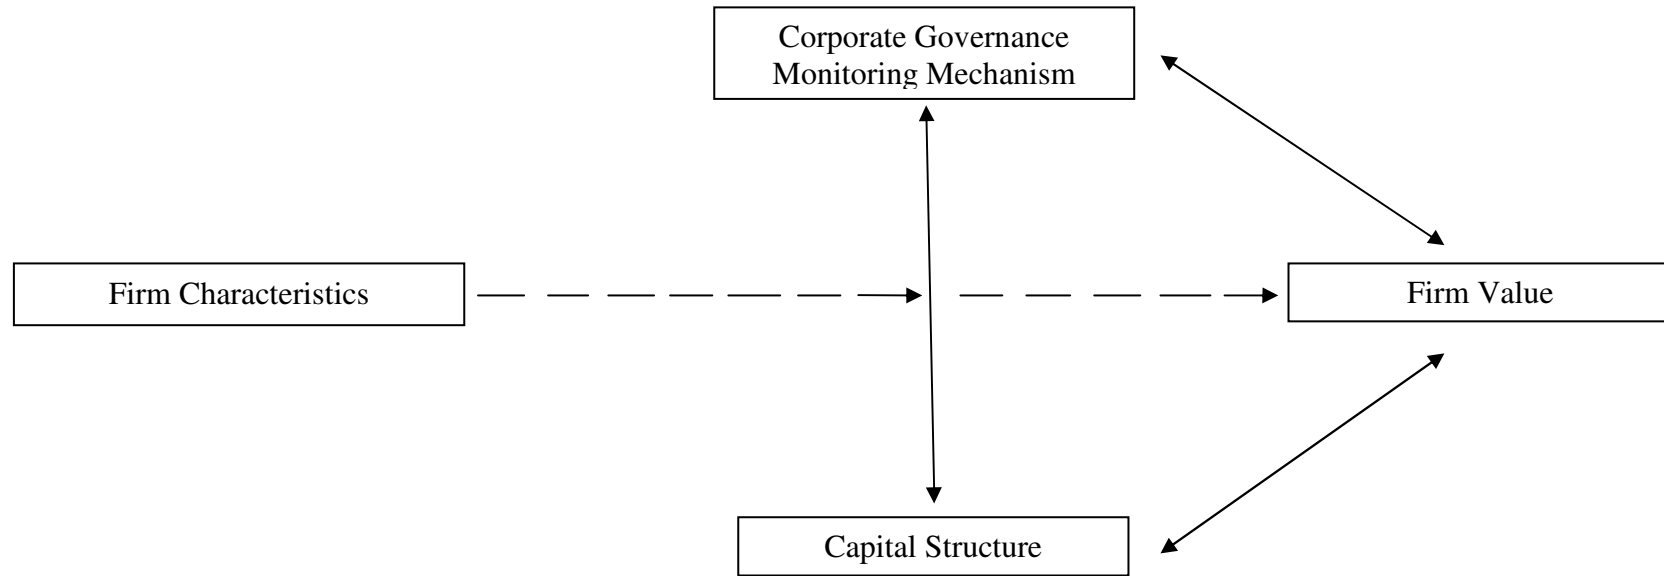 Corporate Governance
Monitoring Mechanism
Firm Characteristics
Firm Value
Capital Structure